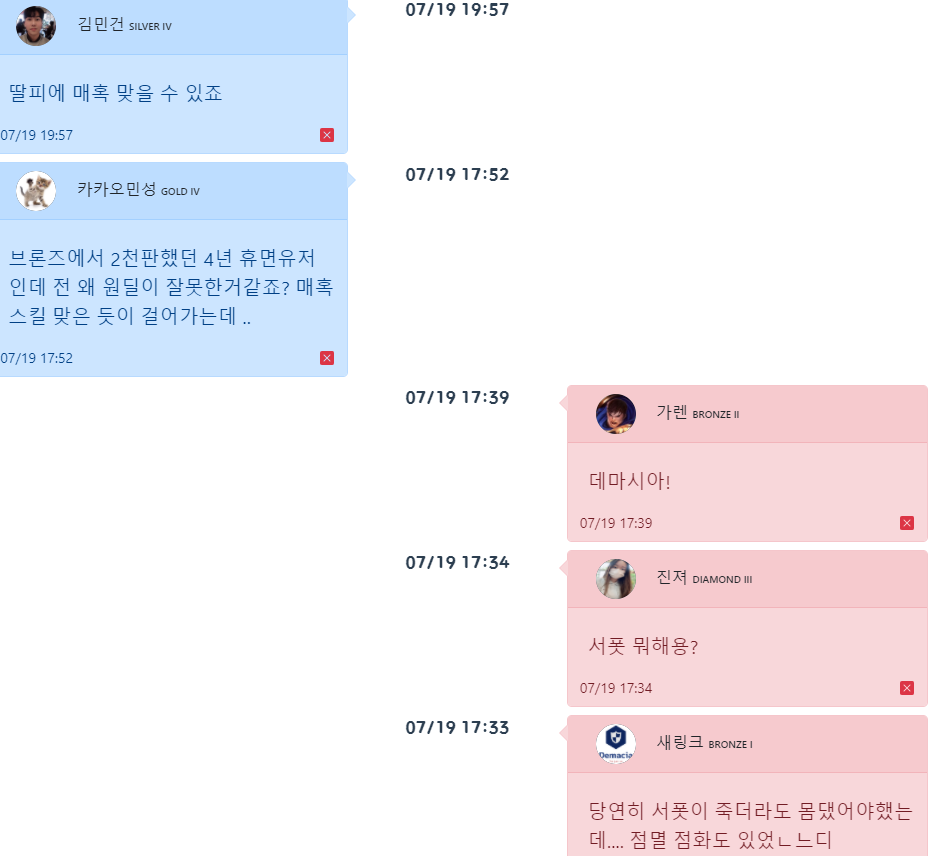 김민건 SILVER IV
07/19 19:57
딸피에 매혹 맞을 수 있죠
07/19 19:57
카카오민성 GOLD IV
07/19 17:52
브론즈에서 2천판했던 4년 휴면유저
인데 전 왜 원딜이 잘못한거같죠? 매혹
스킬 맞은 듯이 걸어가는데 ..
07/19 17:52
07/19 17:39
가렌 BRONZE II
데마시아!
07/19 17:39
07/19 17:34
진져 DIAMOND III
서폿 뭐해용?
07/19 17:34
07/19 17:33
새링크 BRONZE I
Demacia
당연히 서폿이 죽더라도 몸댔어야했는
데.... 점멸 점화도 있었ㄴ느디